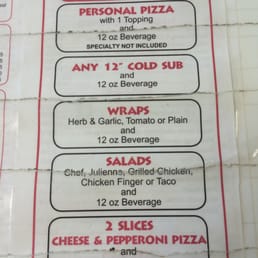 PERSONAL PIZZA
with 1 Topping
and
12 oz Beverage
SPECIALTY NOT INCLUDED
ANY 12" COLD SUB
and
12 oz Beverage
WRAPS
Herb & Garlic, Tomato or Plain
and
12 oz Beverage
SALADS
Chef, Julienne, Grilled Chicken,
Chicken Finger or Taco
and
12 oz Beverage
2 SLICES
CHEESE & PEPPERONI PIZZA
and